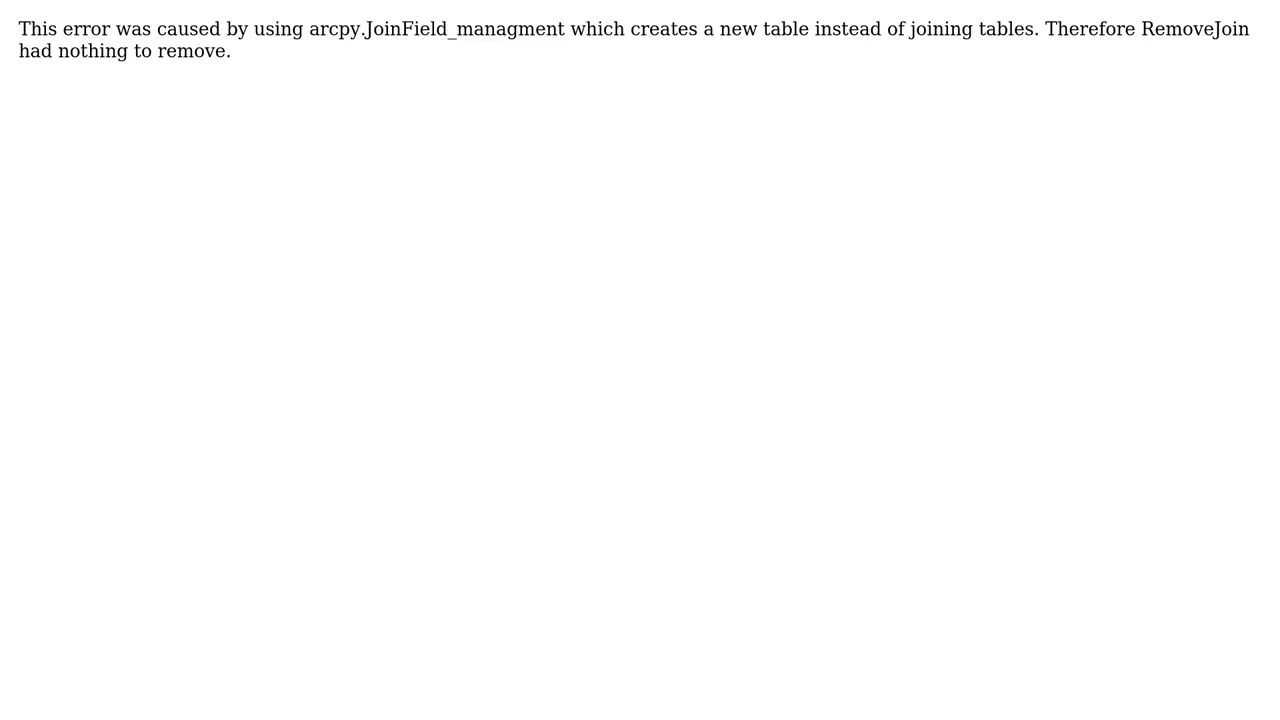 This error was caused by using arcpy.JoinField_managment which creates a new table instead of joining tables. Therefore RemoveJoin
had nothing to remove.